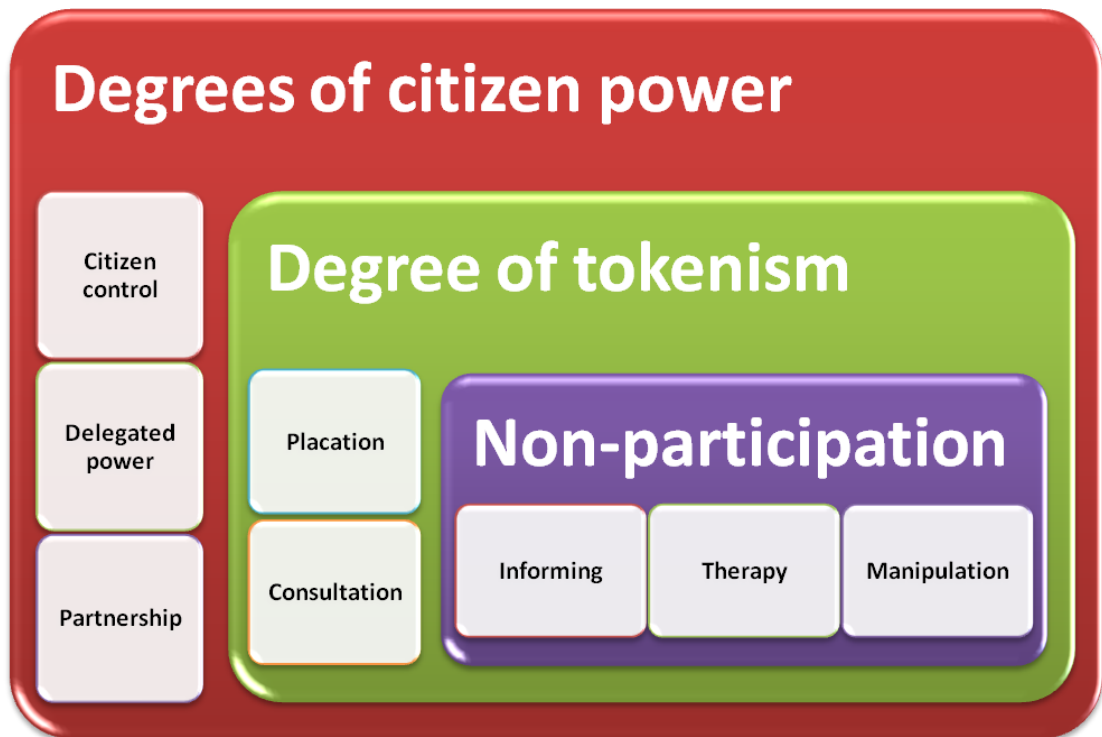 Degrees of citizen power
Citizen
control
Delegated
power
Partnership
Degree of tokenism
Placation
Consultation
Non-participation
Informing
Therapy
Manipulation